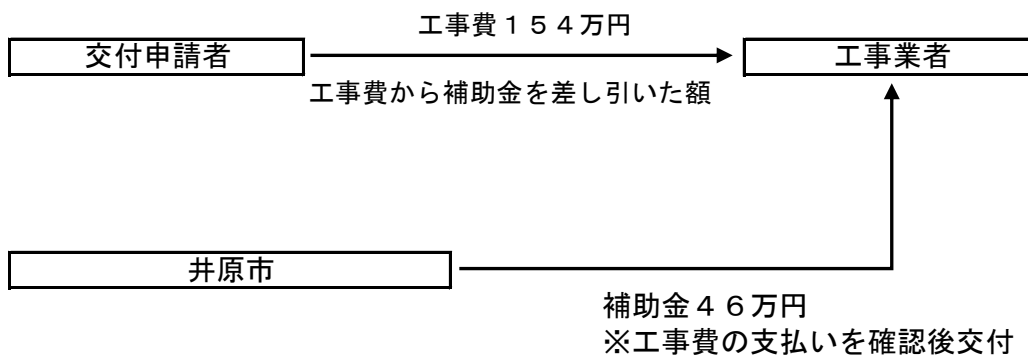 工事費１５４万円
交付申請者
工事業者
工事費から補助金を差し引いた額
井原市
補助金４６万円
※工事費の支払いを確認後交付